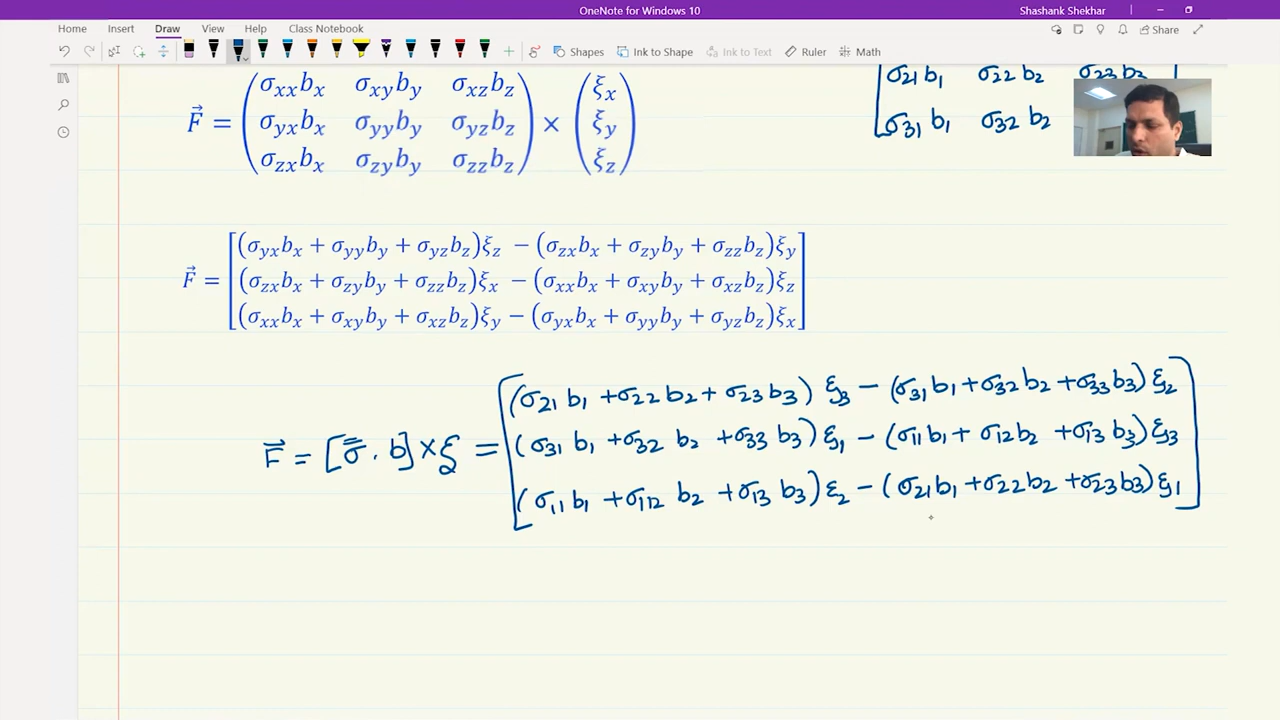 OneNote for Windows 10
Shashank Shekhar
Home Insert Draw View Help Class Notebook
Share
Shapes Ink to Shape Ink to Text Ruler Math
F⃗ = (σxxbx σxyby σxzbz
σyxbx σyyby σyzbz
σzxbx σzyby σzzbz) × (ξx
ξy
ξz)
σ21 b1 σ22 b2 σ23 b3
σ31 b1 σ32 b2
F⃗ = [(σyxbx + σyyby + σyzbz)ξz − (σzxbx + σzyby + σzzbz)ξy
(σzxbx + σzyby + σzzbz)ξx − (σxxbx + σxyby + σxzbz)ξz
(σxxbx + σxyby + σxzbz)ξy − (σyxbx + σyyby + σyzbz)ξx]
F⃗ = [σ̿ . b] × ξ = [(σ21 b1 + σ22 b2 + σ23 b3) ξ3 − (σ31 b1 + σ32 b2 + σ33 b3) ξ2
(σ31 b1 + σ32 b2 + σ33 b3) ξ1 − (σ11 b1 + σ12 b2 + σ13 b3) ξ3
(σ11 b1 + σ12 b2 + σ13 b3) ξ2 − (σ21 b1 + σ22 b2 + σ23 b3) ξ1]